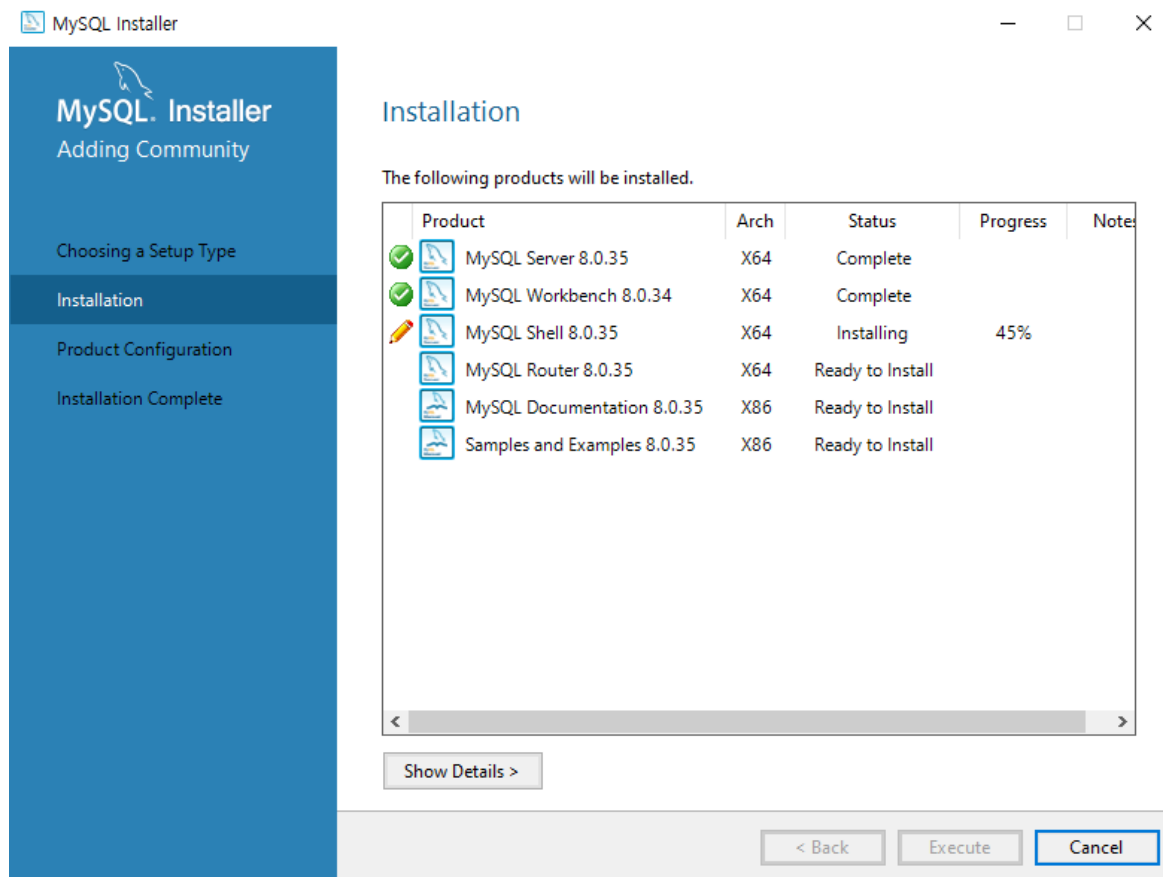 MySQL Installer
MySQL. Installer
Adding Community
Choosing a Setup Type
Installation
Product Configuration
Installation Complete
Installation
The following products will be installed.
Product Arch Status Progress Notes
MySQL Server 8.0.35 X64 Complete
MySQL Workbench 8.0.34 X64 Complete
MySQL Shell 8.0.35 X64 Installing 45%
MySQL Router 8.0.35 X64 Ready to Install
MySQL Documentation 8.0.35 X86 Ready to Install
Samples and Examples 8.0.35 X86 Ready to Install
Show Details >
< Back Execute Cancel